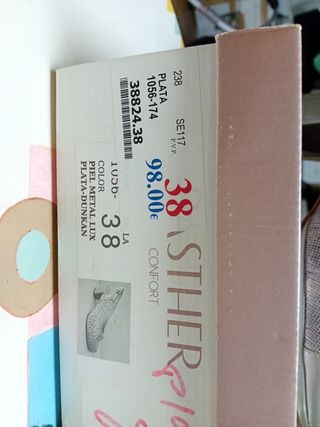 238 SE117
PLATA P.V.P.
1056-174 38
98.00€
38824.38
LA
1056- 38
COLOR
PIEL METAL LUX
PLATA-DUNKAN
ASTHER
CONFORT